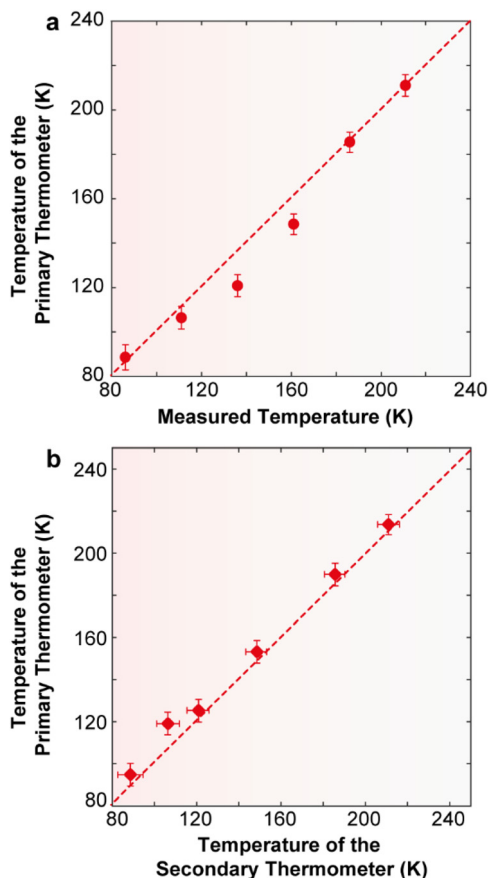 a
240
200
160
120
80
Temperature of the
Primary Thermometer (K)
80 120 160 200 240
Measured Temperature (K)
b
240
200
160
120
80
Temperature of the
Primary Thermometer (K)
80 120 160 200 240
Temperature of the
Secondary Thermometer (K)